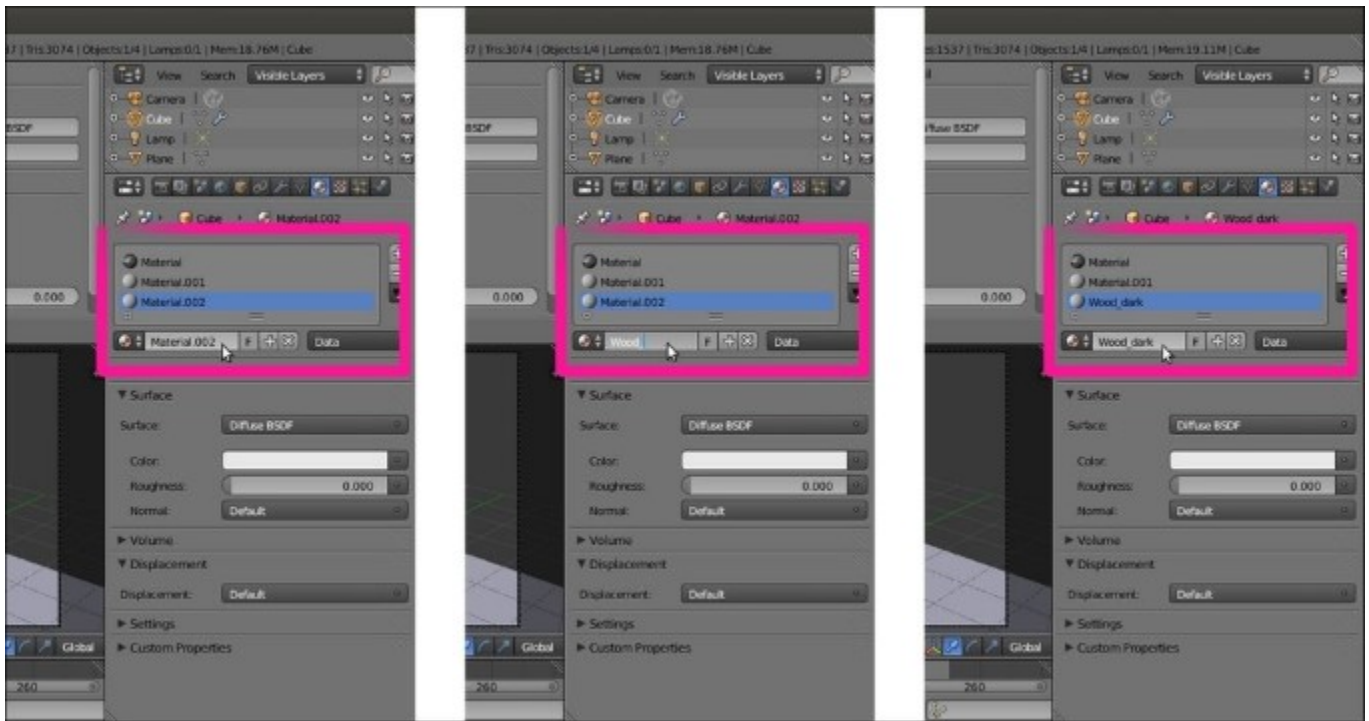 37 | Tris:3074 | Objects:1/4 | Lamps:0/1 | Mem:18.76M | Cube
View Search Visible Layers
Camera
Cube
BSDF
Lamp
Plane
Cube Material.002
Material
Material.001
0.000
Material.002
Material.002 F Data
Surface
Surface: Diffuse BSDF
Color:
Roughness: 0.000
Normal: Default
Volume
Displacement
Displacement: Default
Settings
Global
Custom Properties
260
37 | Tris:3074 | Objects:1/4 | Lamps:0/1 | Mem:18.76M | Cube
View Search Visible Layers
Camera
Cube
BSDF
Lamp
Plane
Cube Material.002
Material
Material.001
0.000
Material.002
Wood_ F Data
Surface
Surface: Diffuse BSDF
Color:
Roughness: 0.000
Normal: Default
Volume
Displacement
Displacement: Default
Settings
Global
Custom Properties
260
es:1537 | Tris:3074 | Objects:1/4 | Lamps:0/1 | Mem:19.11M | Cube
View Search Visible Layers
Camera
Cube
iffuse BSDF
Lamp
Plane
Cube Wood_dark
Material
Material.001
0.000
Wood_dark
Wood_dark F Data
Surface
Surface: Diffuse BSDF
Color:
Roughness: 0.000
Normal: Default
Volume
Displacement
Displacement: Default
Settings
Global
Custom Properties
260